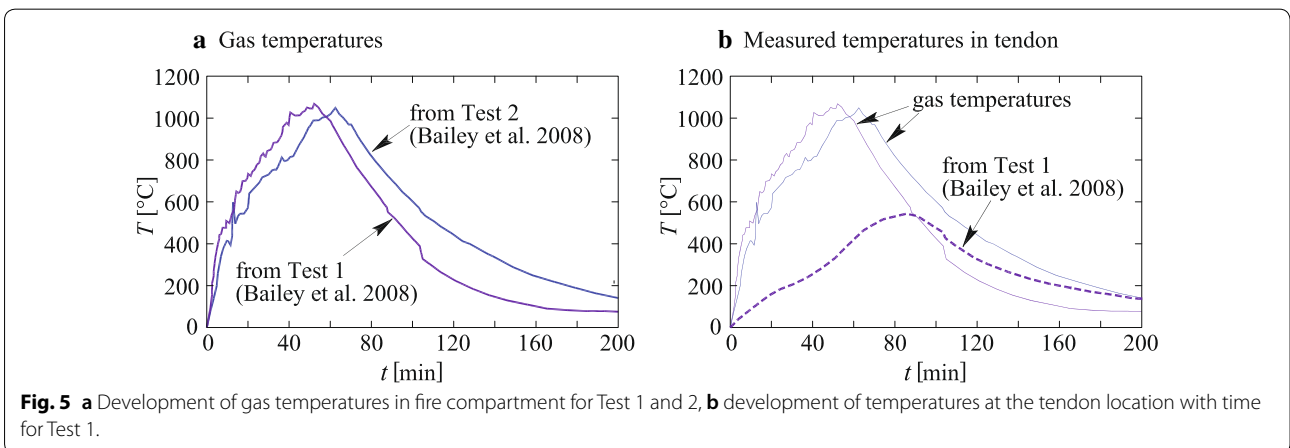 a Gas temperatures
1200
1000
800
600
400
200
0
T [°C]
from Test 2
(Bailey et al. 2008)
from Test 1
(Bailey et al. 2008)
0 40 80 120 160 200
t [min]
b Measured temperatures in tendon
1200
1000
800
600
400
200
0
T [°C]
gas temperatures
from Test 1
(Bailey et al. 2008)
0 40 80 120 160 200
t [min]
Fig. 5 a Development of gas temperatures in fire compartment for Test 1 and 2, b development of temperatures at the tendon location with time
for Test 1.